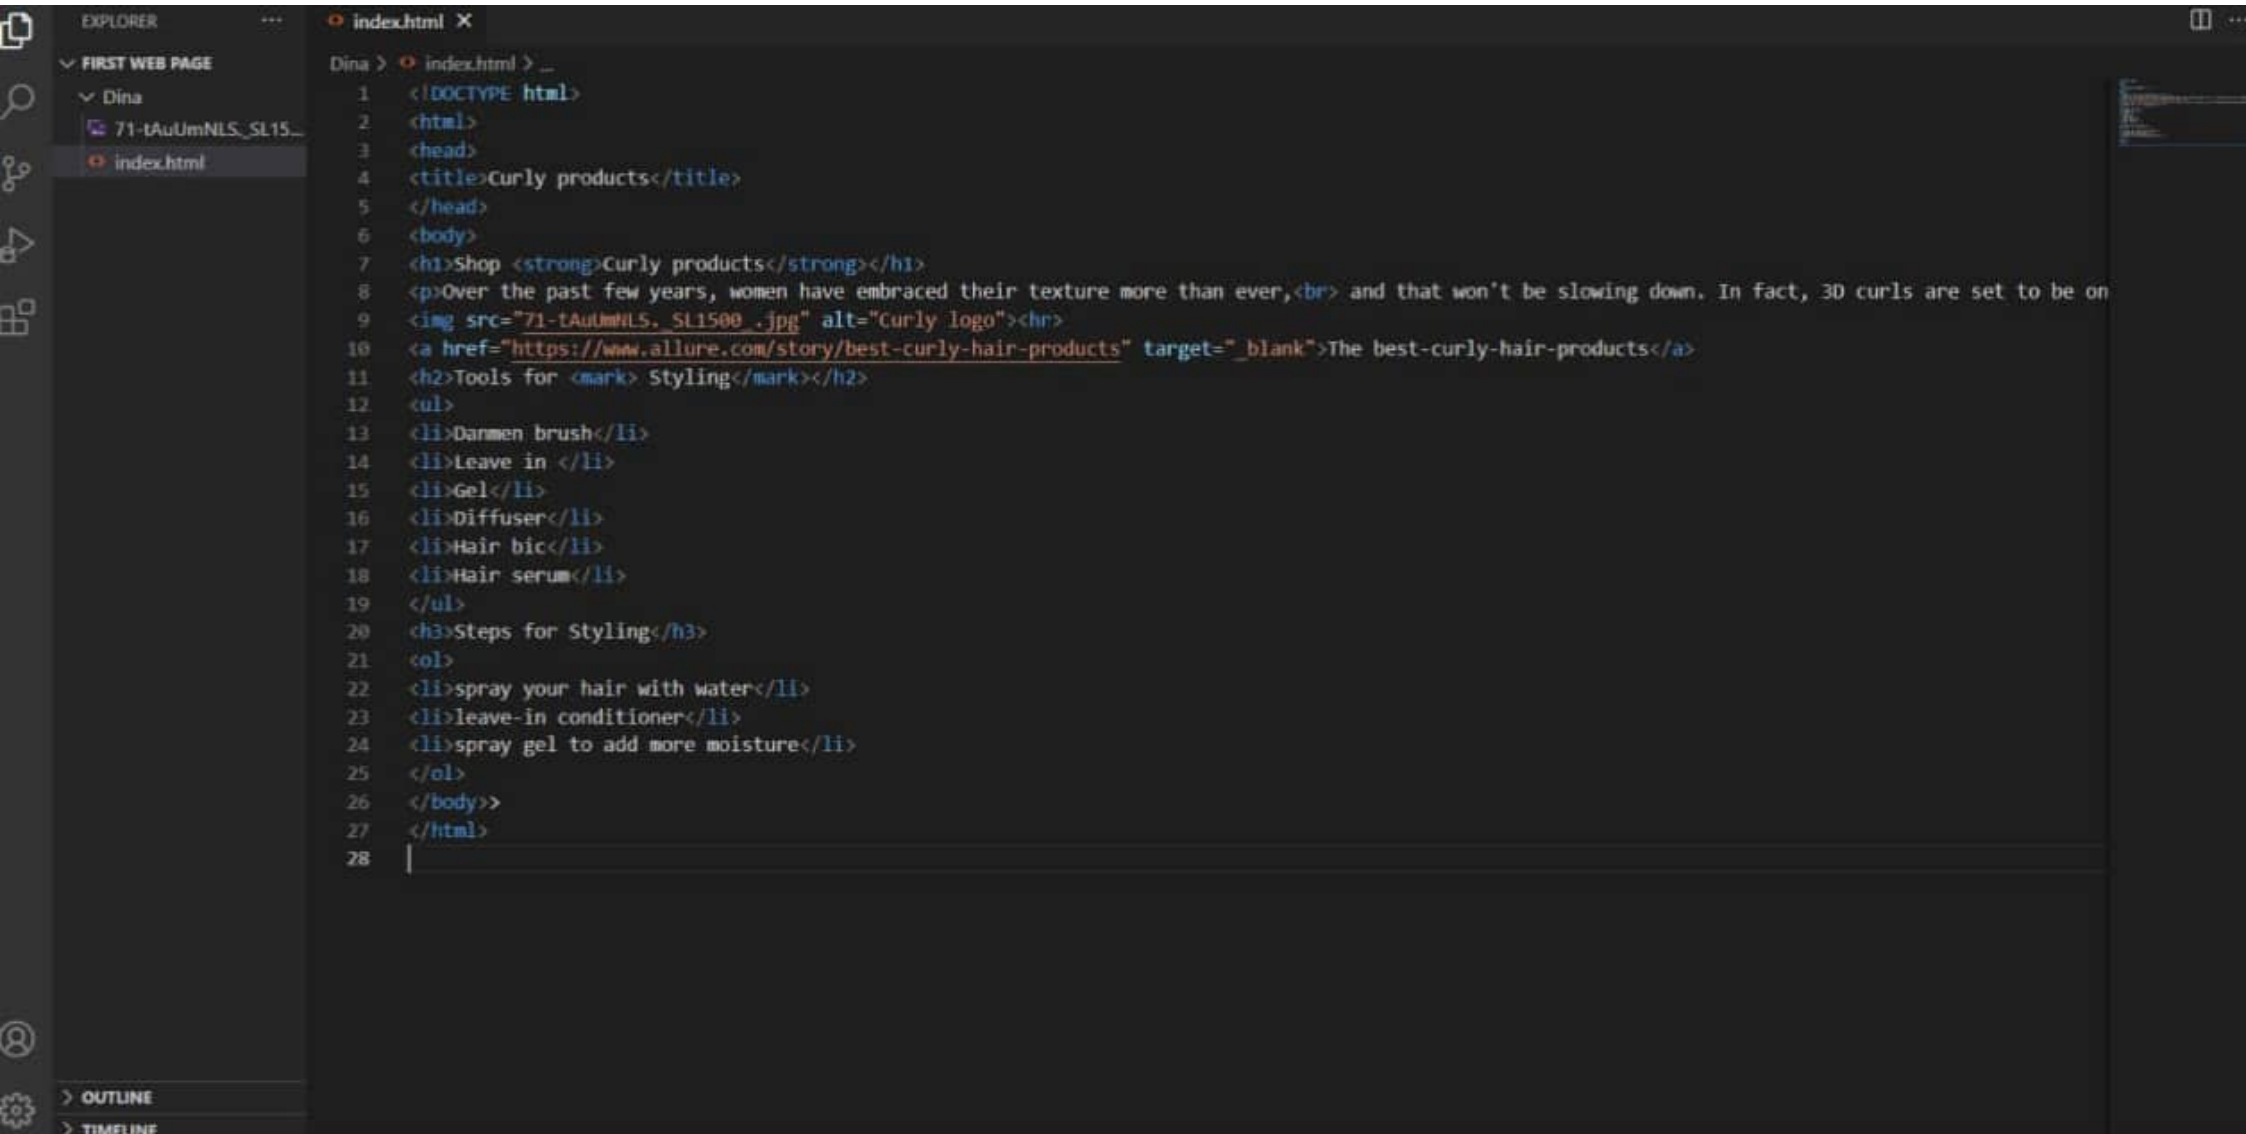 EXPLORER ···
index.html ×
FIRST WEB PAGE
Dina
71-tAuUmNLS._SL15...
index.html
Dina > index.html > ...
1 <!DOCTYPE html>
2 <html>
3 <head>
4 <title>Curly products</title>
5 </head>
6 <body>
7 <h1>Shop <strong>Curly products</strong></h1>
8 <p>Over the past few years, women have embraced their texture more than ever,<br> and that won't be slowing down. In fact, 3D curls are set to be on
9 <img src="71-tAuUmNLS._SL1500_.jpg" alt="Curly logo"><hr>
10 <a href="https://www.allure.com/story/best-curly-hair-products" target="_blank">The best-curly-hair-products</a>
11 <h2>Tools for <mark> Styling</mark></h2>
12 <ul>
13 <li>Danmen brush</li>
14 <li>Leave in </li>
15 <li>Gel</li>
16 <li>Diffuser</li>
17 <li>Hair bic</li>
18 <li>Hair serum</li>
19 </ul>
20 <h3>Steps for Styling</h3>
21 <ol>
22 <li>spray your hair with water</li>
23 <li>leave-in conditioner</li>
24 <li>spray gel to add more moisture</li>
25 </ol>
26 </body>>
27 </html>
28
OUTLINE
TIMELINE